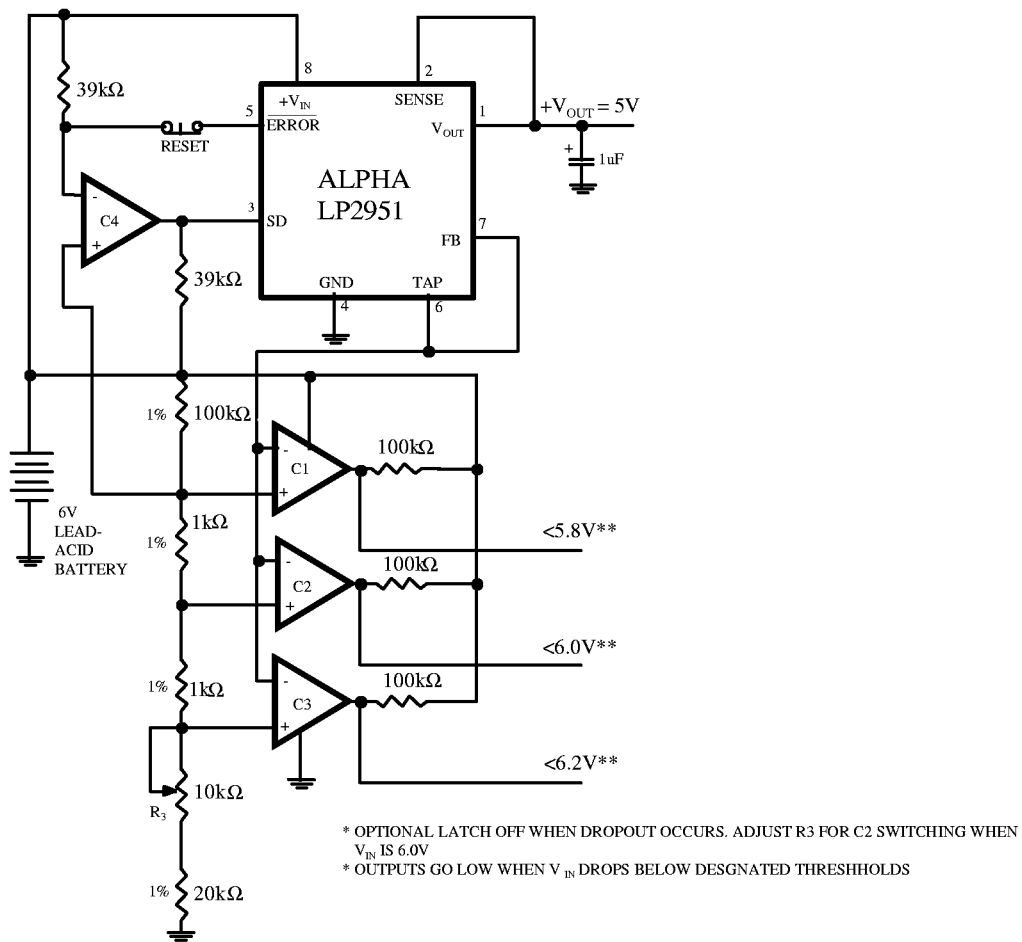 39kΩ
RESET
8
+VIN
5
ERROR
2
SENSE
1
VOUT
+VOUT = 5V
+
1uF
ALPHA
LP2951
3
SD
7
FB
GND
4
TAP
6
-
C4
+
39kΩ
1%
100kΩ
-
C1
+
100kΩ
<5.8V**
6V
LEAD-
ACID
BATTERY
1kΩ
1%
-
C2
+
100kΩ
<6.0V**
1%
1kΩ
-
C3
+
100kΩ
<6.2V**
R3
10kΩ
1%
20kΩ
* OPTIONAL LATCH OFF WHEN DROPOUT OCCURS. ADJUST R3 FOR C2 SWITCHING WHEN
VIN IS 6.0V
* OUTPUTS GO LOW WHEN V IN DROPS BELOW DESGNATED THRESHHOLDS